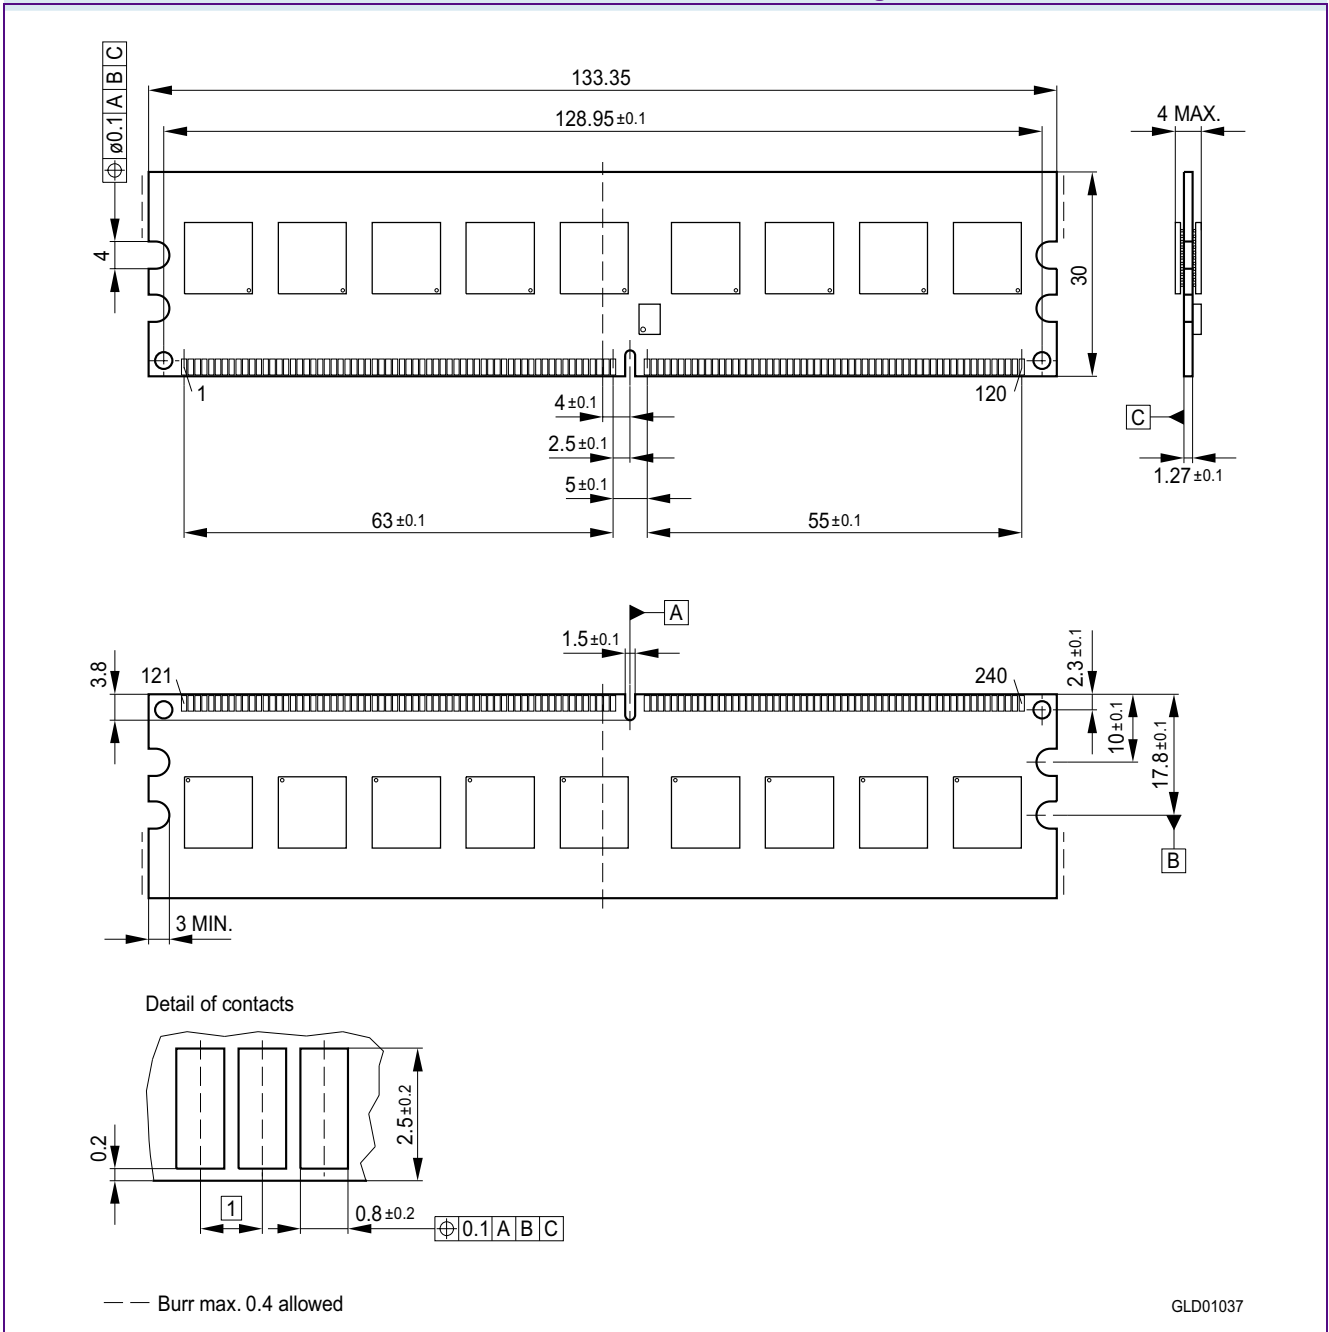 133.35
128.95±0.1
4 MAX.
⌖ ø0.1 A B C
4
30
1
120
4±0.1
2.5±0.1
5±0.1
63±0.1
55±0.1
C
1.27±0.1
A
1.5±0.1
3.8
121
240
2.3±0.1
10±0.1
17.8±0.1
B
3 MIN.
Detail of contacts
0.2
2.5±0.2
1
0.8±0.2
⌖ 0.1 A B C
Burr max. 0.4 allowed
GLD01037